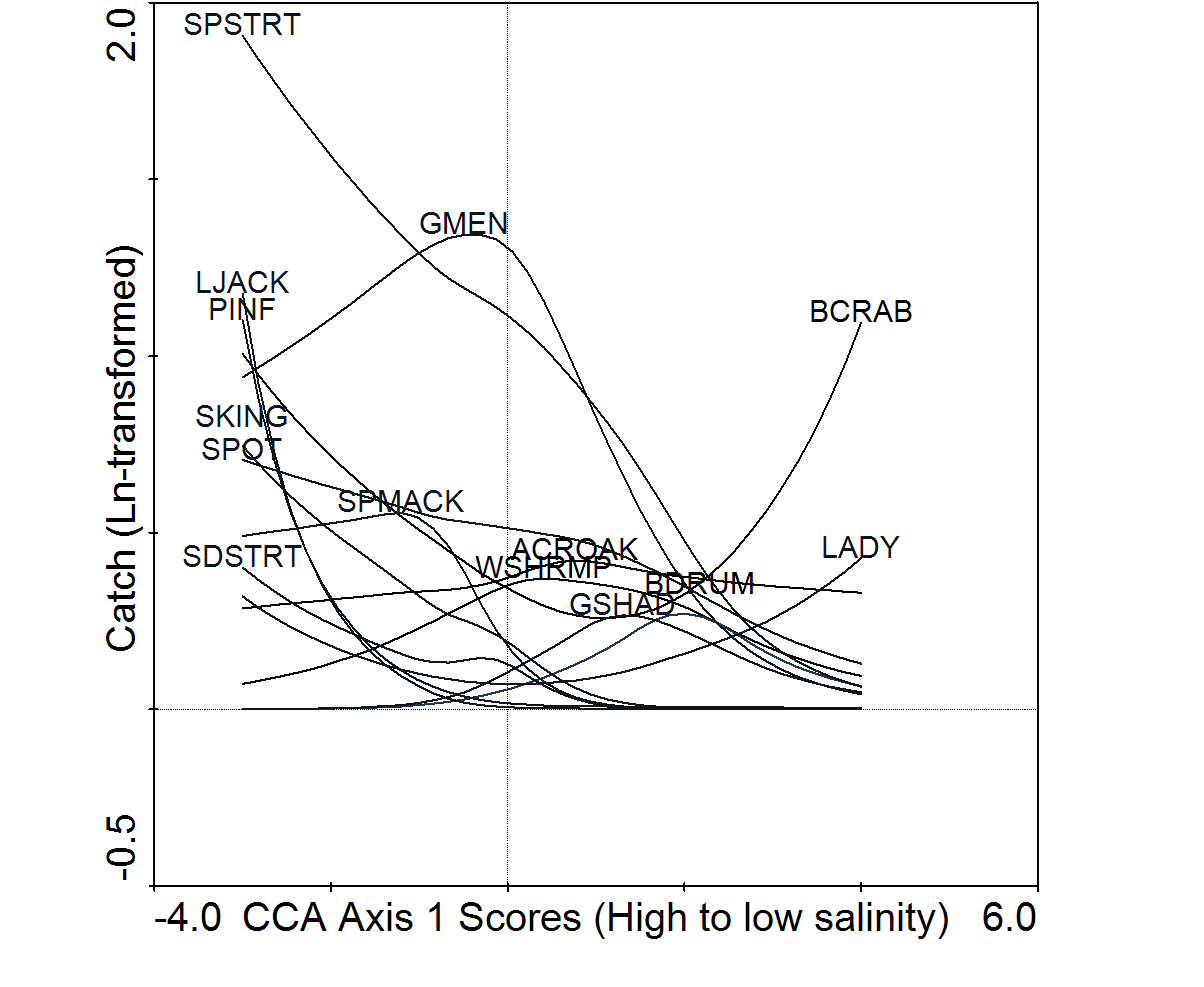 2.0
SPSTRT
GMEN
LJACK
PINF
BCRAB
SKING
SPOT
SPMACK
ACROAK
LADY
SDSTRT
WSHRMP
BDRUM
GSHAD
Catch (Ln-transformed)
-0.5
-4.0 CCA Axis 1 Scores (High to low salinity) 6.0